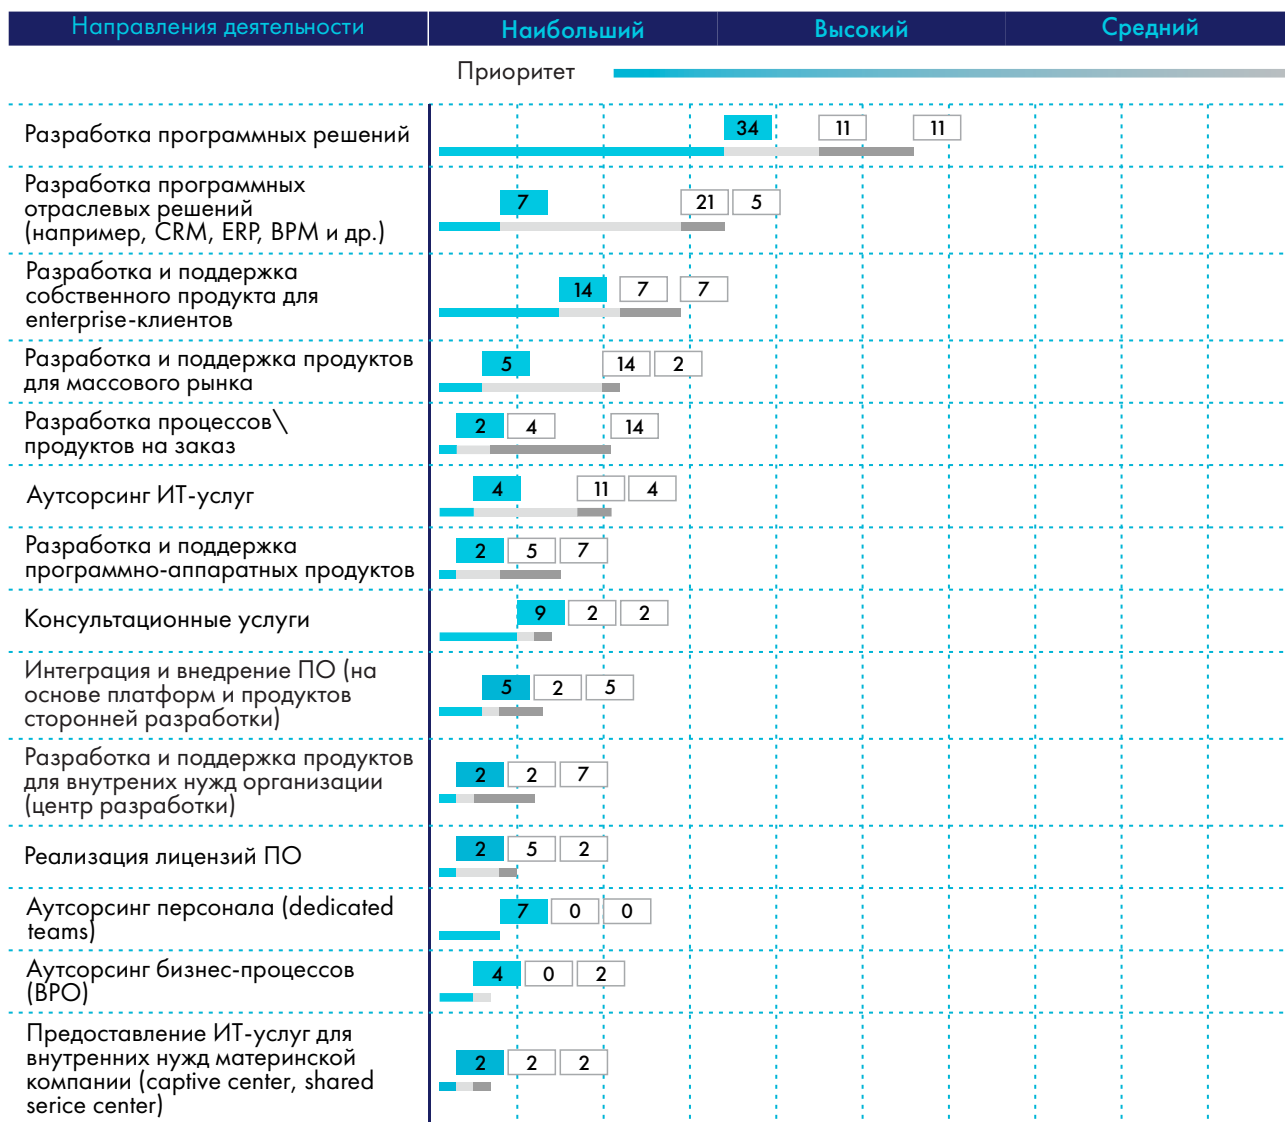 Направления деятельности Наибольший Высокий Средний
Приоритет
Разработка программных решений 34 11 11
Разработка программных
отраслевых решений
(например, CRM, ERP, BPM и др.) 7 21 5
Разработка и поддержка
собственного продукта для
enterprise-клиентов 14 7 7
Разработка и поддержка продуктов
для массового рынка 5 14 2
Разработка процессов\
продуктов на заказ 2 4 14
Аутсорсинг ИТ-услуг 4 11 4
Разработка и поддержка
программно-аппаратных продуктов 2 5 7
Консультационные услуги 9 2 2
Интеграция и внедрение ПО (на
основе платформ и продуктов
сторонней разработки) 5 2 5
Разработка и поддержка продуктов
для внутрених нужд организации
(центр разработки) 2 2 7
Реализация лицензий ПО 2 5 2
Аутсорсинг персонала (dedicated
teams) 7 0 0
Аутсорсинг бизнес-процессов
(BPO) 4 0 2
Предоставление ИТ-услуг для
внутренних нужд материнской
компании (captive center, shared
serice center) 2 2 2